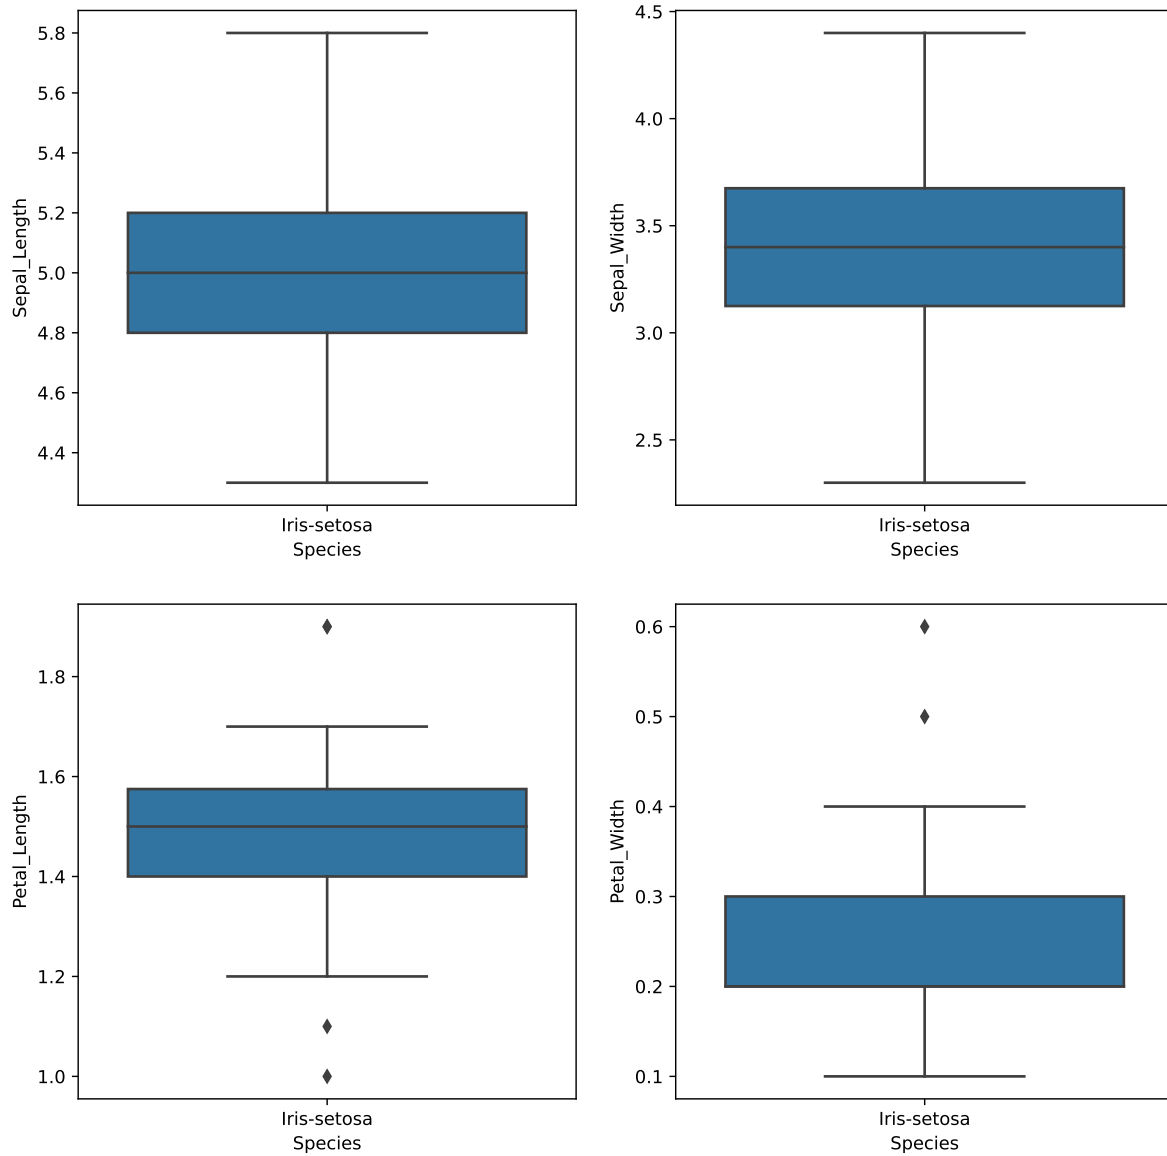 5.8
5.6
5.4
5.2
5.0
4.8
4.6
4.4
Sepal_Length
Iris-setosa
Species
4.5
4.0
3.5
3.0
2.5
Sepal_Width
Iris-setosa
Species
1.8
1.6
1.4
1.2
1.0
Petal_Length
Iris-setosa
Species
0.6
0.5
0.4
0.3
0.2
0.1
Petal_Width
Iris-setosa
Species